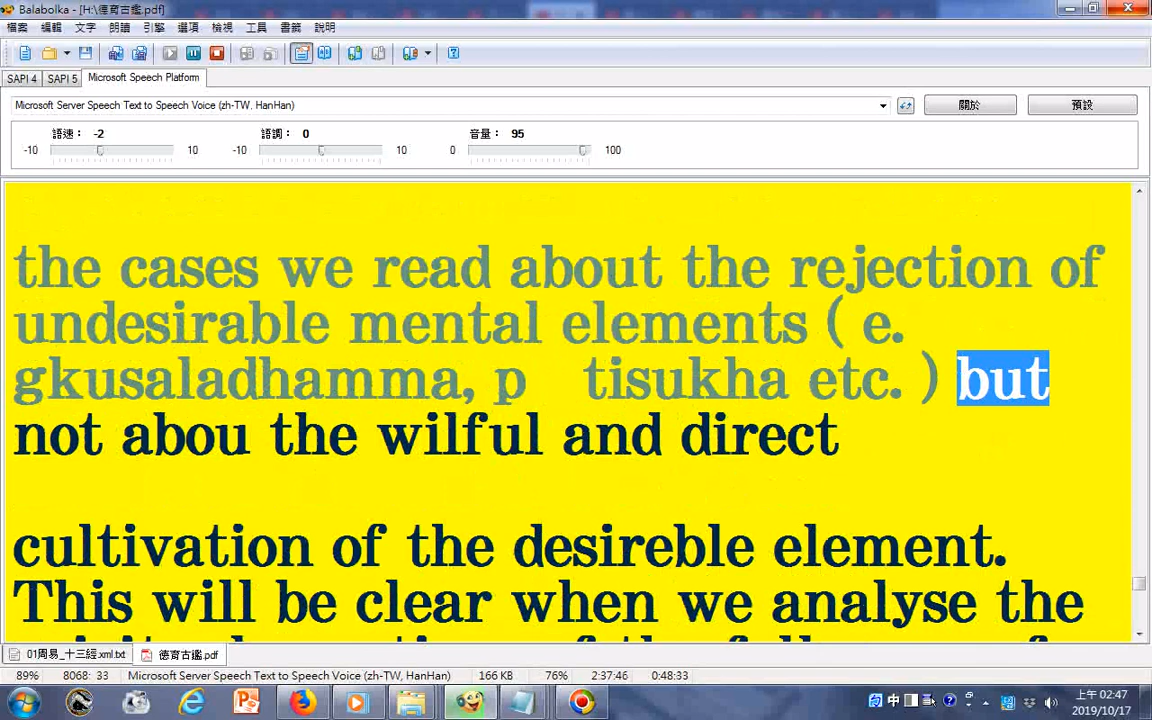 Balabolka - [H:\德育古鑑.pdf]
檔案 編輯 文字 朗讀 引擎 選項 檢視 工具 書籤 說明
SAPI 4 SAPI 5 Microsoft Speech Platform
Microsoft Server Speech Text to Speech Voice (zh-TW, HanHan) 關於 預設
語速： -2 語調： 0 音量： 95
-10 10 -10 10 0 100
the cases we read about the rejection of
undesirable mental elements ( e.
gkusaladhamma, p tisukha etc. ) but
not abou the wilful and direct
cultivation of the desireble element.
This will be clear when we analyse the
01周易_十三經.xml.txt 德育古鑑.pdf
89% 8068: 33 Microsoft Server Speech Text to Speech Voice (zh-TW, HanHan) 166 KB 76% 2:37:46 0:48:33
中 上午 02:47
2019/10/17